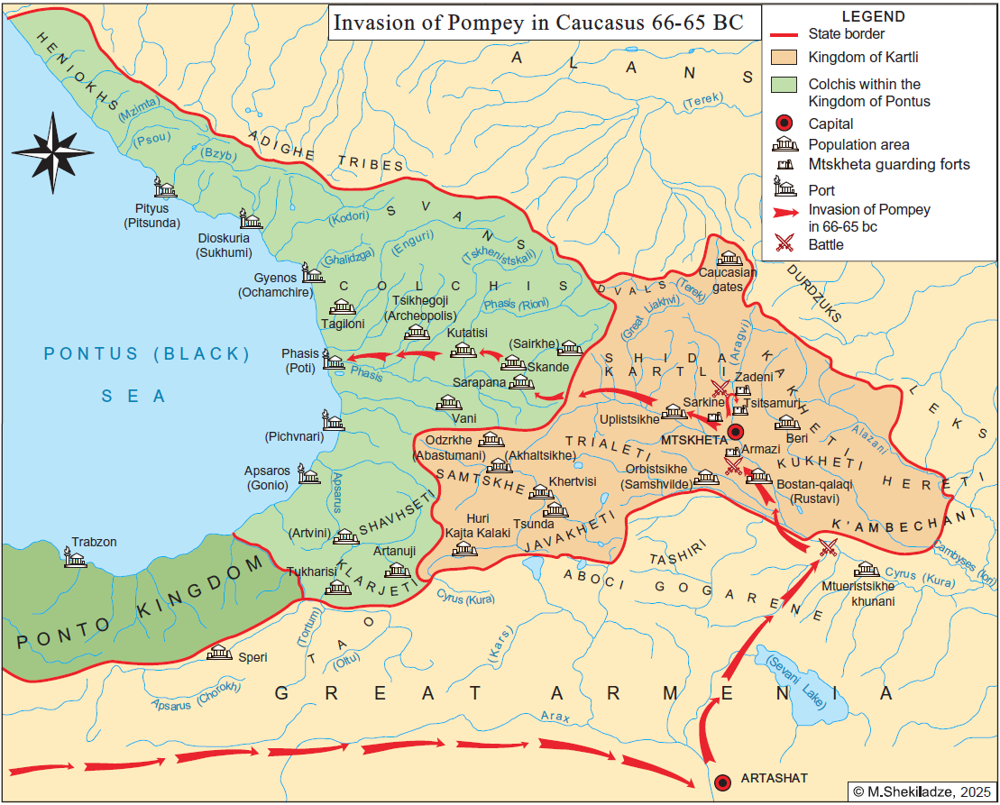 Invasion of Pompey in Caucasus 66-65 BC
LEGEND
State border
Kingdom of Kartli
Colchis within the
Kingdom of Pontus
Capital
Population area
Mtskheta guarding forts
Port
Invasion of Pompey
in 66-65 bc
Battle
HENIOKHS
(Mzimta)
(Psou)
(Bzyb)
ADIGHE TRIBES
ALANS
(Terek)
Pityus
(Pitsunda)
Dioskuria
(Sukhumi)
(Kodori)
SVANS
(Enguri)
(Ghalidzga)
(Tskhenistskali)
Gyenos
(Ochamchire)
COLCHIS
Tagiloni
Tsikhegoji
(Archeopolis)
Phasis (Rioni)
Kutatisi
(Sairkhe)
Skande
Sarapana
Phasis
(Poti)
Phasis
Vani
PONTUS (BLACK)
SEA
(Pichvnari)
Apsaros
(Gonio)
Apsarus
(Artvini)
SHAVHSETI
Artanuji
Tukharisi
KLARJETI
Trabzon
PONTO KINGDOM
Speri
Apsarus (Chorokh)
(Tortum)
TAO
(Oltu)
Cyrus (Kura)
(Kars)
DVALS
(Terek)
Caucasian
gates
DURDZUKS
(Great Liakhvi)
(Aragvi)
SHIDA
KARTLI
KAKHETI
Zadeni
Sarkine
Tsitsamuri
Uplistsikhe
MTSKHETA
Armazi
Beri
Alazani
LEKS
KUKHETI
HERETI
TRIALETI
Orbistsikhe
(Samshvilde)
Bostan-qalaqi
(Rustavi)
K'AMBECHANI
Odzrkhe
(Abastumani)
(Akhaltsikhe)
SAMTSKHE
Khertvisi
Tsunda
Huri
Kajta Kalaki
JAVAKHETI
TASHIRI
ABOCI
GOGARENE
Mtueristsikhe
khunani
Cambyses (Iori)
Cyrus (Kura)
(Sevani Lake)
GREAT ARMENIA
Arax
ARTASHAT
© M.Shekiladze, 2025